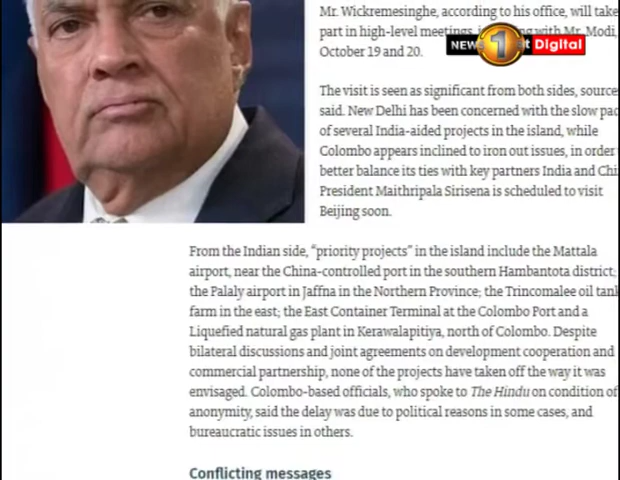 Mr. Wickremesinghe, according to his office, will take
part in high-level meetings, with Mr. Modi,
NEWS 1st Digital
October 19 and 20.
The visit is seen as significant from both sides, source
said. New Delhi has been concerned with the slow pac
of several India-aided projects in the island, while
Colombo appears inclined to iron out issues, in order
better balance its ties with key partners India and Chi
President Maithripala Sirisena is scheduled to visit
Beijing soon.
From the Indian side, “priority projects” in the island include the Mattala
airport, near the China-controlled port in the southern Hambantota district;
the Palaly airport in Jaffna in the Northern Province; the Trincomalee oil tank
farm in the east; the East Container Terminal at the Colombo Port and a
Liquefied natural gas plant in Kerawalapitiya, north of Colombo. Despite
bilateral discussions and joint agreements on development cooperation and
commercial partnership, none of the projects have taken off the way it was
envisaged. Colombo-based officials, who spoke to The Hindu on condition of
anonymity, said the delay was due to political reasons in some cases, and
bureaucratic issues in others.
Conflicting messages